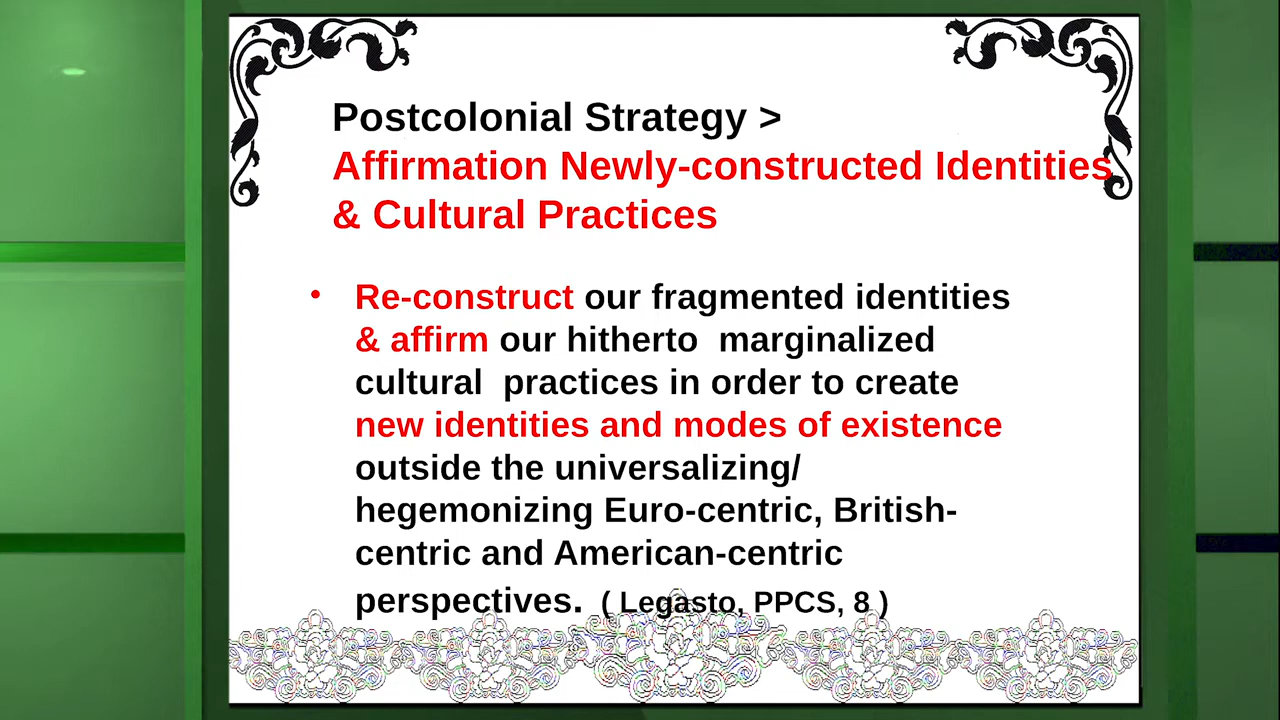 Postcolonial Strategy >
Affirmation Newly-constructed Identities
& Cultural Practices
• Re-construct our fragmented identities
& affirm our hitherto  marginalized
cultural  practices in order to create
new identities and modes of existence
outside the universalizing/
hegemonizing Euro-centric, British-
centric and American-centric
perspectives.  ( Legasto, PPCS, 8 )